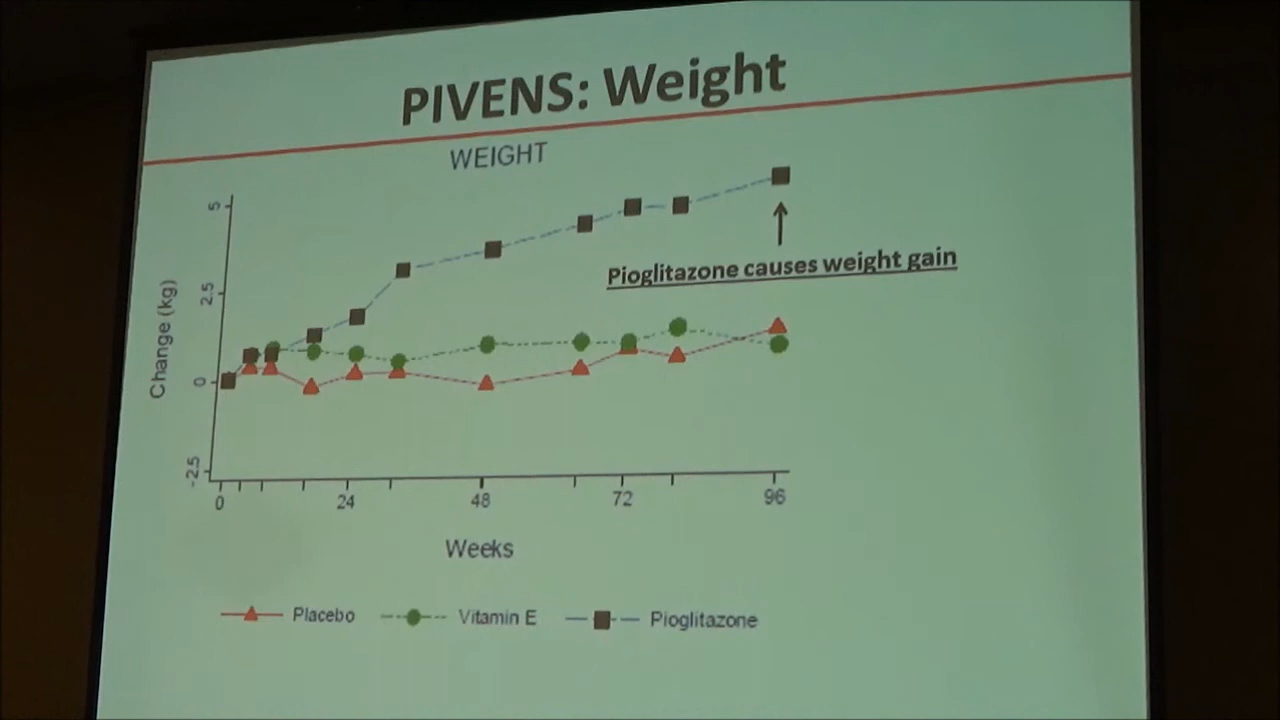 PIVENS: Weight
WEIGHT
5
2.5
0
-2.5
Change (kg)
Pioglitazone causes weight gain
0 24 48 72 96
Weeks
Placebo Vitamin E Pioglitazone